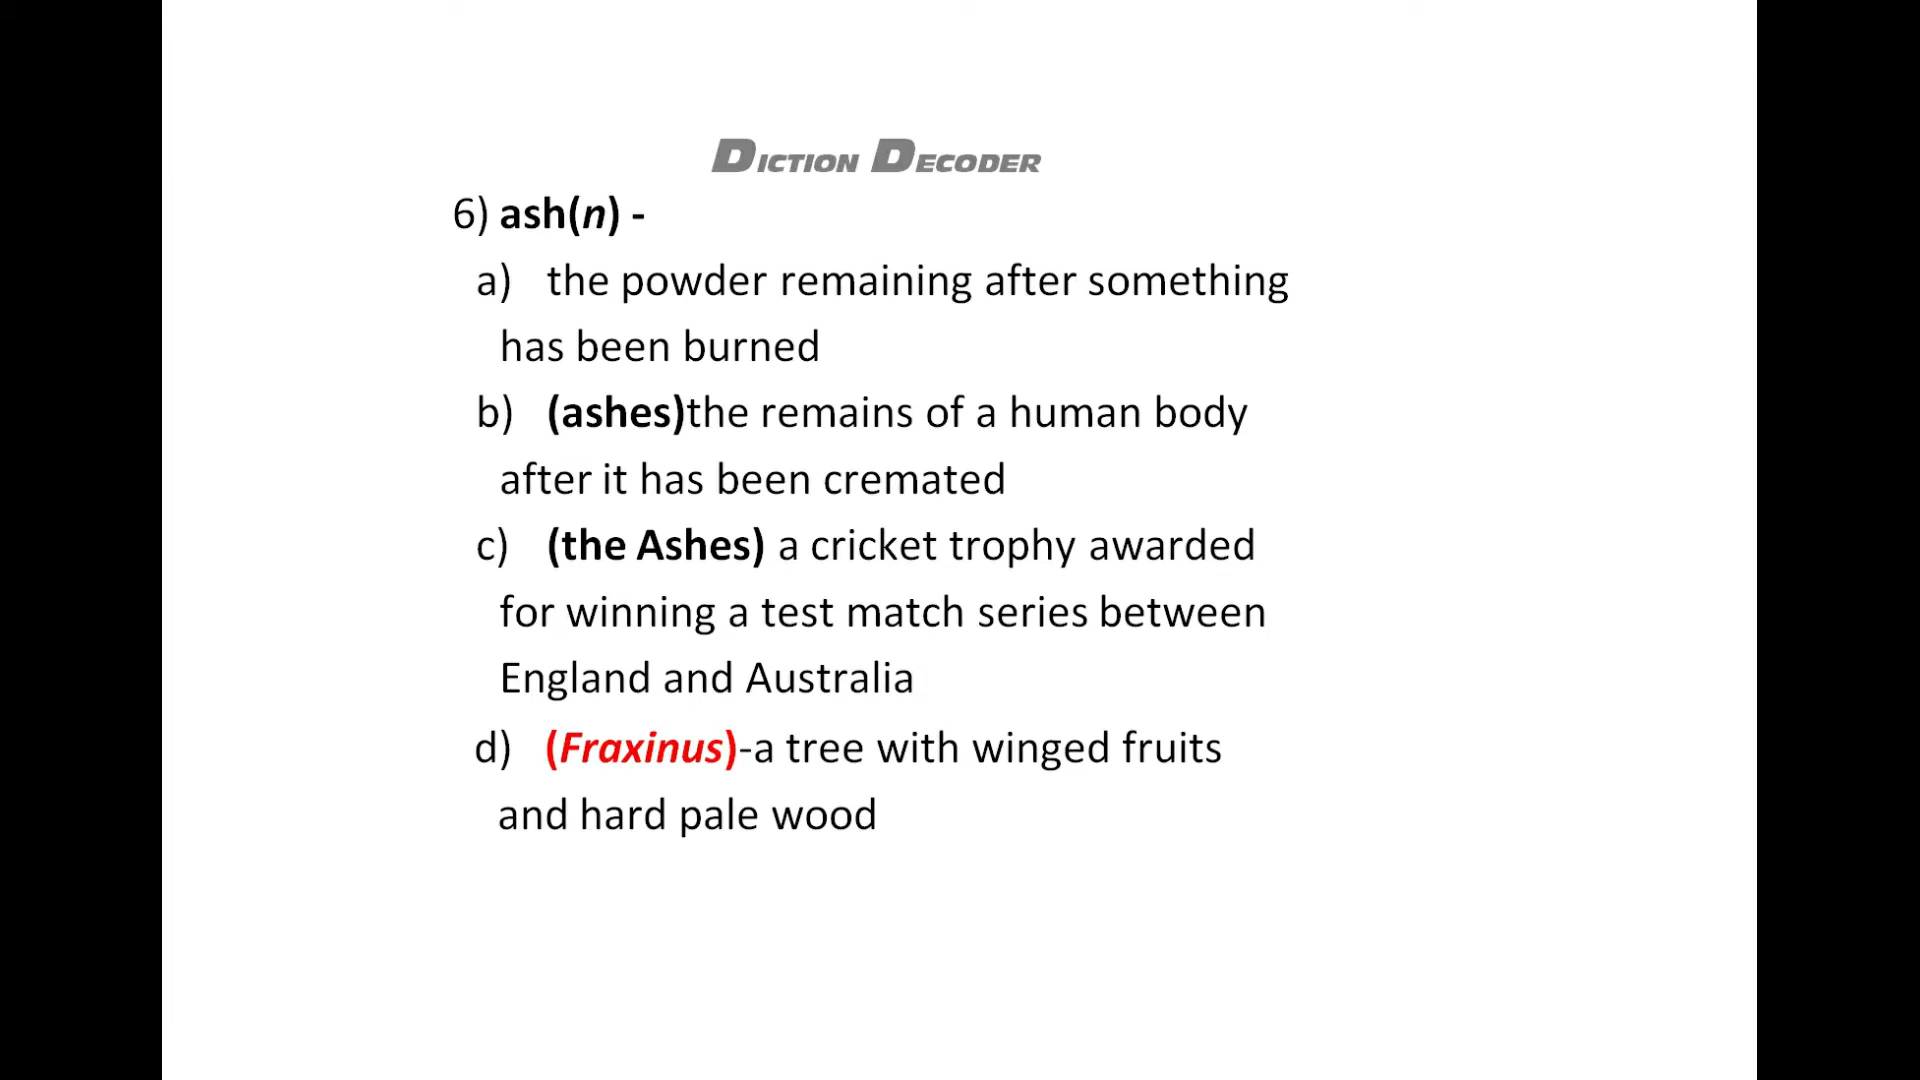 DICTION DECODER
6) ash(n) -
a) the powder remaining after something
has been burned
b) (ashes)the remains of a human body
after it has been cremated
c) (the Ashes) a cricket trophy awarded
for winning a test match series between
England and Australia
d) (Fraxinus)-a tree with winged fruits
and hard pale wood